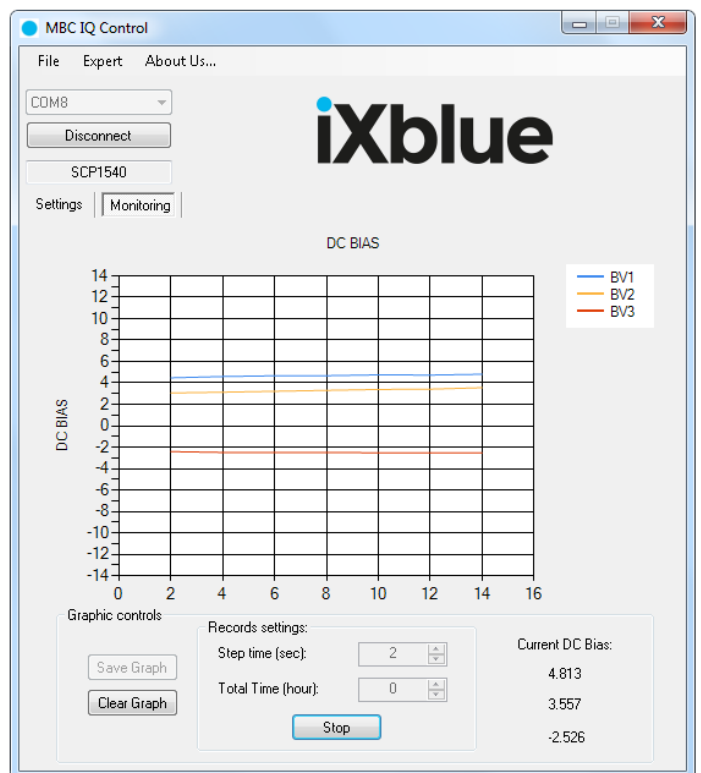 MBC IQ Control
File Expert About Us...
COM8
Disconnect
SCP1540
iXblue
Settings Monitoring
DC BIAS
BV1
BV2
BV3
DC BIAS
14
12
10
8
6
4
2
0
-2
-4
-6
-8
-10
-12
-14
0 2 4 6 8 10 12 14 16
Graphic controls
Save Graph
Clear Graph
Records settings:
Step time (sec): 2
Total Time (hour): 0
Stop
Current DC Bias:
4.813
3.557
-2.526